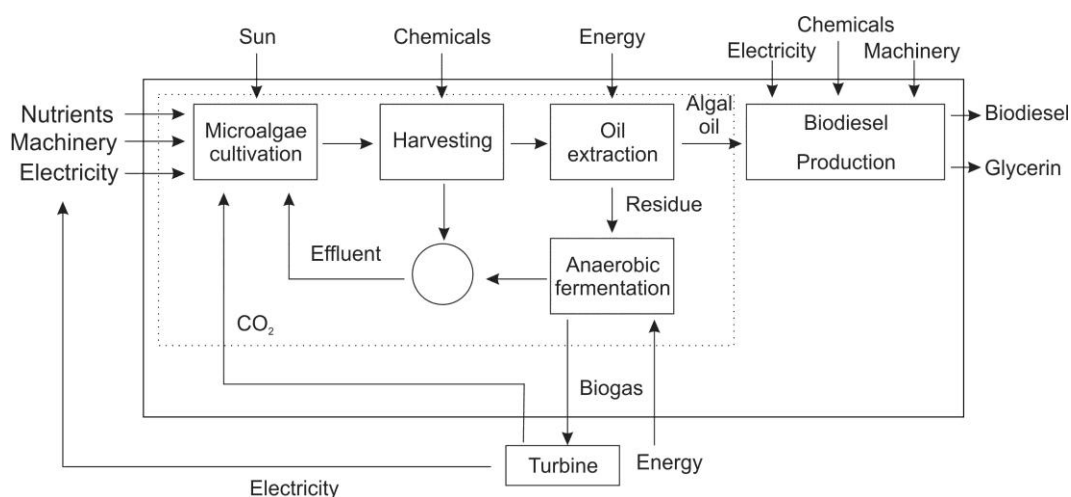 Sun
Chemicals
Energy
Chemicals
Electricity
Machinery
Nutrients
Machinery
Electricity
Microalgae
cultivation
Harvesting
Oil
extraction
Algal
oil
Biodiesel
Production
Biodiesel
Glycerin
Residue
Effluent
Anaerobic
fermentation
CO₂
Biogas
Turbine
Energy
Electricity